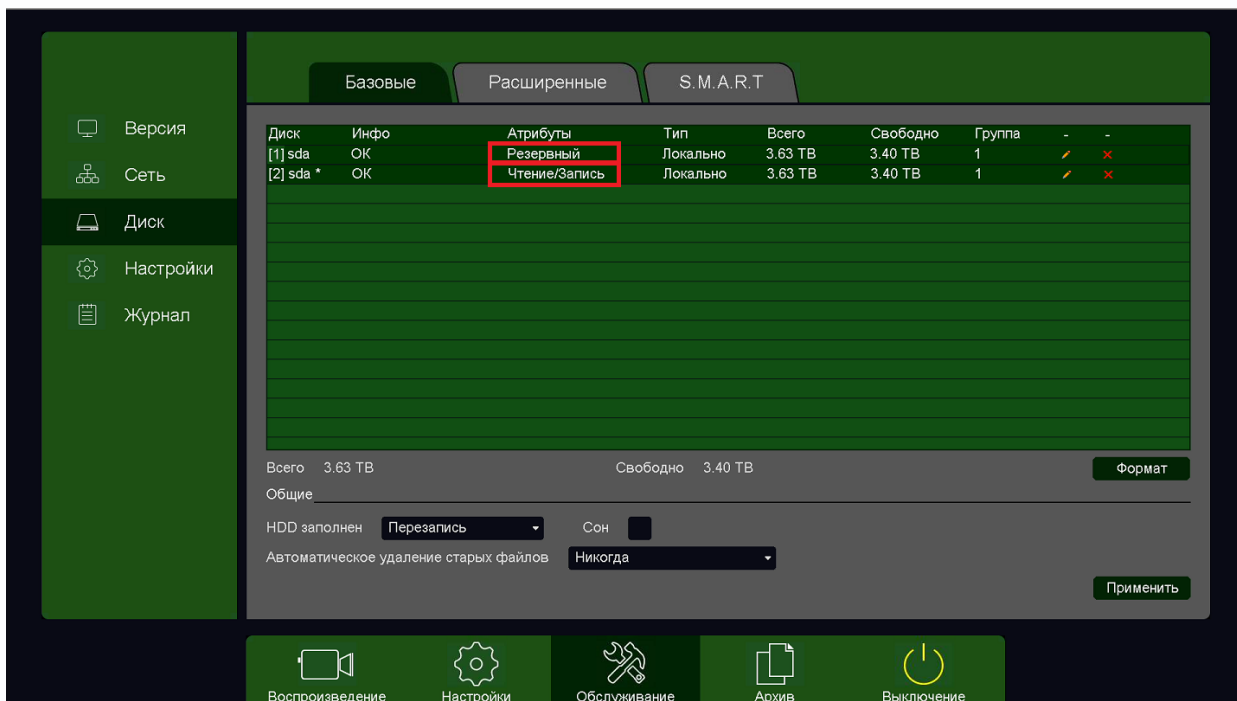 Базовые Расширенные S.M.A.R.T
Версия
Сеть
Диск
Настройки
Журнал
Диск Инфо Атрибуты Тип Всего Свободно Группа - -
[1] sda ОК Резервный Локально 3.63 TB 3.40 TB 1
[2] sda * ОК Чтение/Запись Локально 3.63 TB 3.40 TB 1
Всего 3.63 TB Свободно 3.40 TB Формат
Общие
HDD заполнен Перезапись Сон
Автоматическое удаление старых файлов Никогда
Применить
Воспроизведение Настройки Обслуживание Архив Выключение